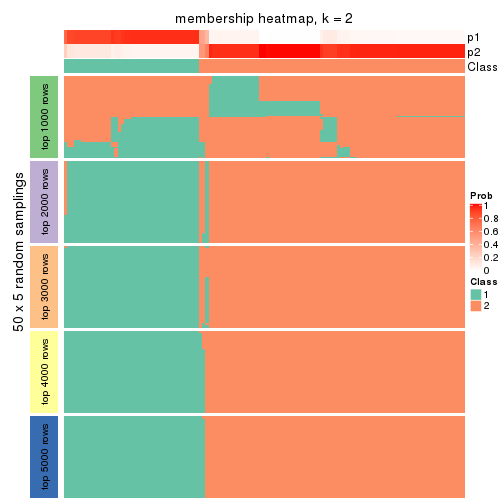 membership heatmap, k = 2
p1
p2
Class
50 x 5 random samplings
top 1000 rows
top 2000 rows
top 3000 rows
top 4000 rows
top 5000 rows
Prob
1
0.8
0.6
0.4
0.2
0
Class
1
2